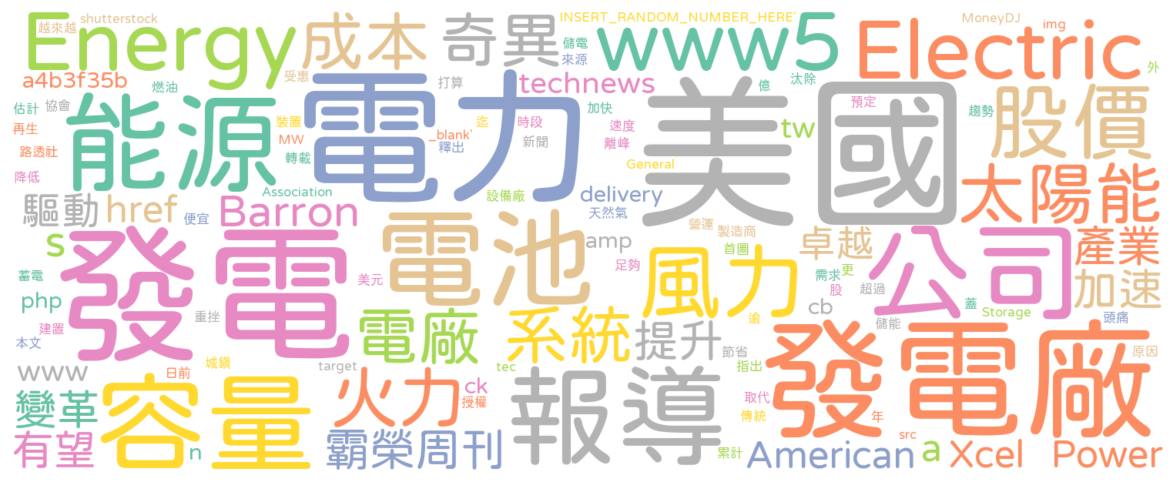 越來越 shutterstock
Energy 成本 奇異 INSERT_RANDOM_NUMBER_HERE' www5 MoneyDJ img Electric
儲電
來源
a4b3f35b 燃油 受惠 打算 technews 億 汰除 外
能源 電力 美國 預定 股價
估計 協會 加快 趨勢
再生 裝置 _blank' 迄 時段 速度 tw
路透社 MW 釋出 新聞 離峰
轉載
降低 General 太陽能
Association 設備廠 delivery
驅動 href 便宜 Barron 天然氣
s 發電 電池 amp 營運 製造商 卓越 公司 產業
首圖
蓄電 美元 足夠 風力 需求 更 加速
php 股 超過
重挫 cb 蓋 Storage 頭痛
建置 電廠 系統 提升 逾 儲能
本文
城鎮 節省 發電廠 原因
www 日前 target tec 指出
變革 容量 火力 ck 報導 取代
授權 傳統 年
有望 n 霸榮周刊 累計 American a src Xcel Power